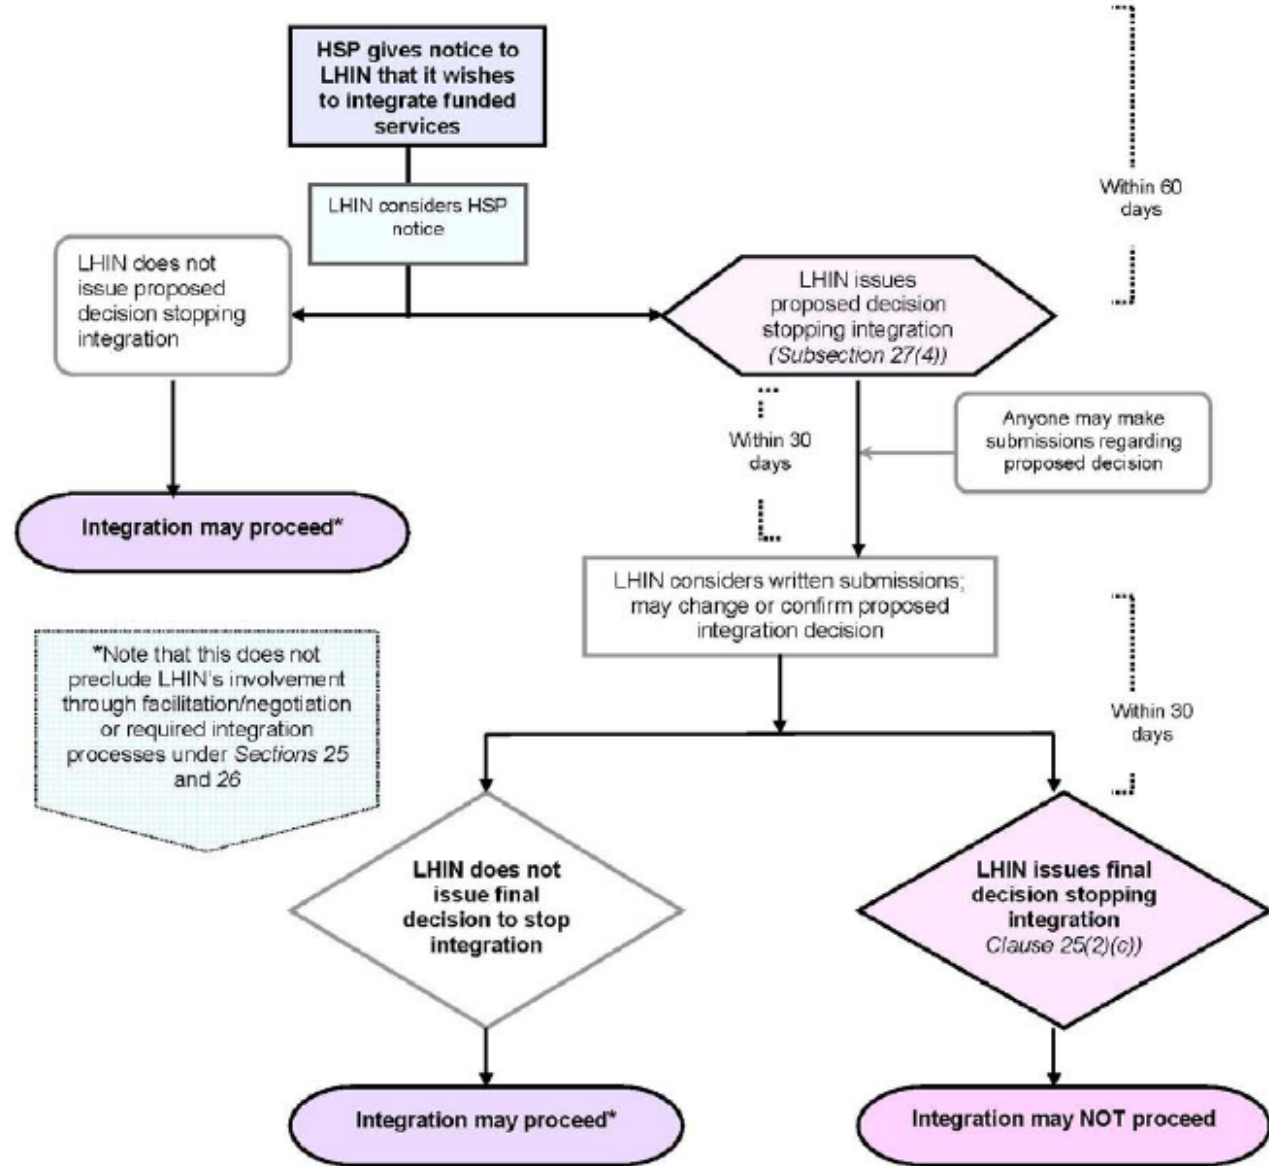 HSP gives notice to
LHIN that it wishes
to integrate funded
services
Within 60
days
LHIN considers HSP
notice
LHIN does not
issue proposed
decision stopping
integration
LHIN issues
proposed decision
stopping integration
(Subsection 27(4))
Within 30
days
Anyone may make
submissions regarding
proposed decision
Integration may proceed*
LHIN considers written submissions;
may change or confirm proposed
integration decision
*Note that this does not
preclude LHIN's involvement
through facilitation/negotiation
or required integration
processes under Sections 25
and 26
Within 30
days
LHIN does not
issue final
decision to stop
integration
LHIN issues final
decision stopping
integration
Clause 25(2)(c))
Integration may proceed*
Integration may NOT proceed